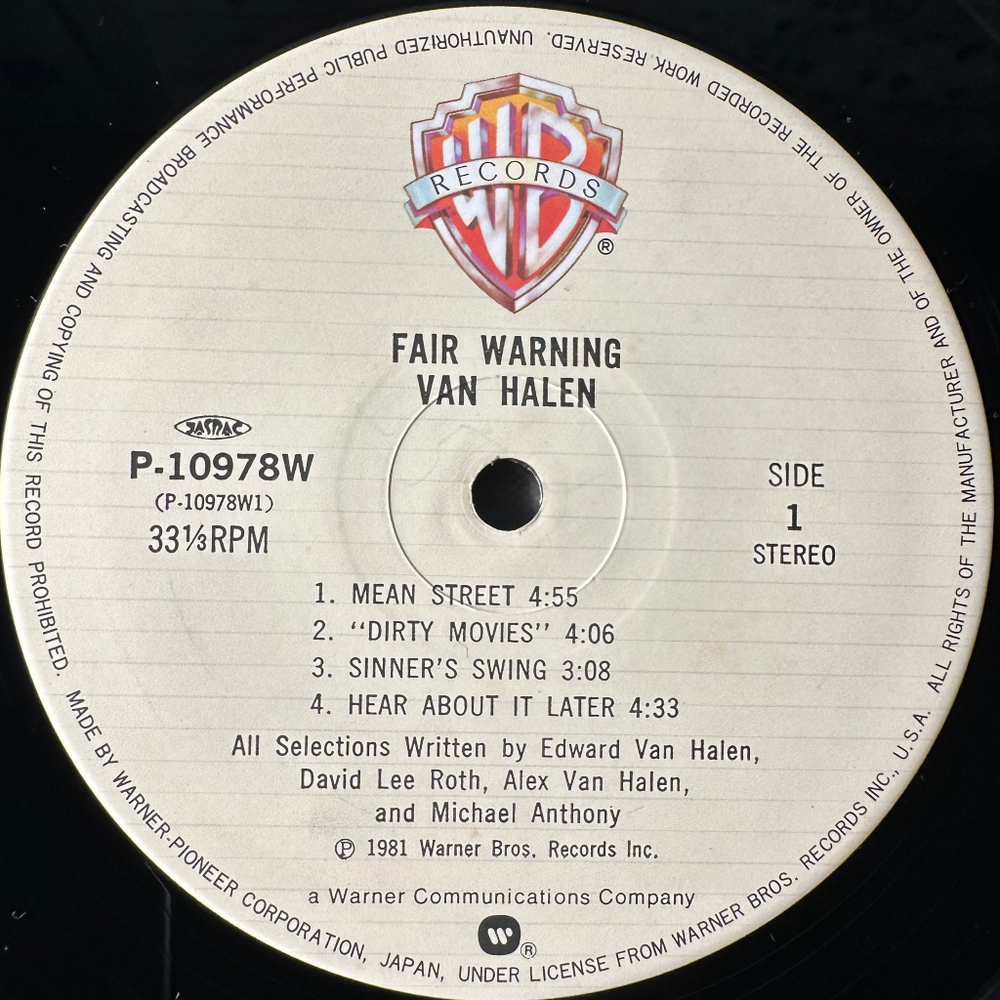 WB
RECORDS
®
FAIR WARNING
VAN HALEN
JASRAC
P-10978W
(P-10978W1)
33⅓RPM
SIDE
1
STEREO
1. MEAN STREET 4:55
2. “DIRTY MOVIES” 4:06
3. SINNER’S SWING 3:08
4. HEAR ABOUT IT LATER 4:33
All Selections Written by Edward Van Halen,
David Lee Roth, Alex Van Halen,
and Michael Anthony
Ⓟ 1981 Warner Bros. Records Inc.
a Warner Communications Company
®
MADE BY WARNER-PIONEER CORPORATION, JAPAN, UNDER LICENSE FROM WARNER BROS. RECORDS INC., U.S.A. ALL RIGHTS OF THE MANUFACTURER AND OF THE OWNER OF THE RECORDED WORK RESERVED. UNAUTHORIZED PUBLIC PERFORMANCE BROADCASTING AND COPYING OF THIS RECORD PROHIBITED.